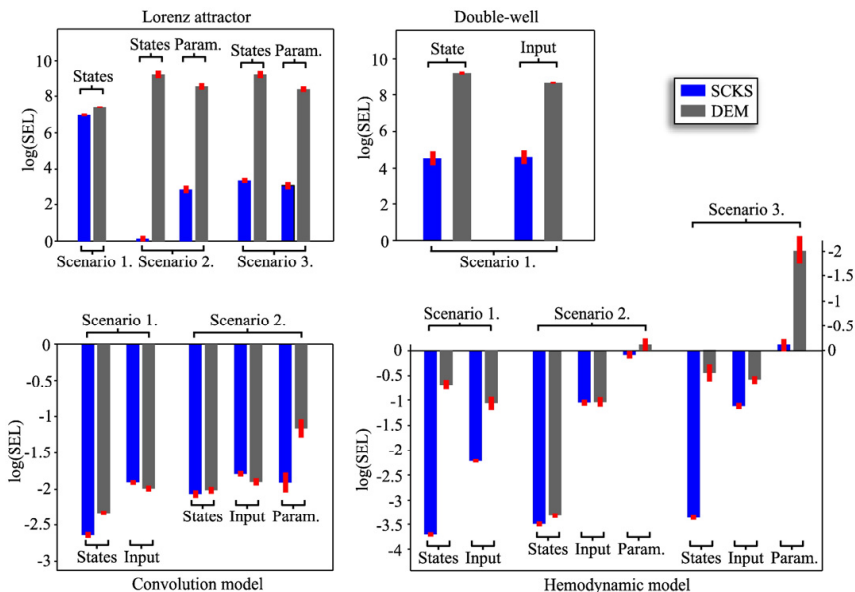 Lorenz attractor
Double-well
10
8
6
4
2
0
log(SEL)
States
States Param.
States Param.
Scenario 1. Scenario 2. Scenario 3.
10
8
6
4
2
0
log(SEL)
State
Input
Scenario 1.
SCKS
DEM
0
-0.5
-1
-1.5
-2
-2.5
-3
log(SEL)
Scenario 1.
Scenario 2.
States Input
States Input Param.
Convolution model
0
-0.5
-1
-1.5
-2
-2.5
-3
-3.5
-4
log(SEL)
Scenario 1.
Scenario 2.
Scenario 3.
-2
-1.5
-1
-0.5
0
States Input
States Input Param.
States Input Param.
Hemodynamic model